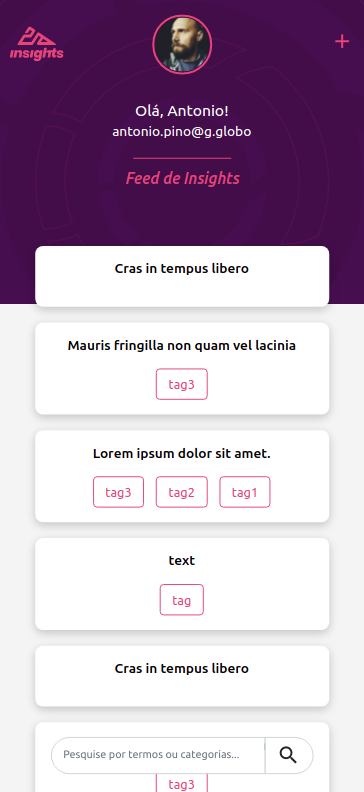 insights
Olá, Antonio!
antonio.pino@g.globo
Feed de Insights
Cras in tempus libero
Mauris fringilla non quam vel lacinia
tag3
Lorem ipsum dolor sit amet.
tag3 tag2 tag1
text
tag
Cras in tempus libero
Pesquise por termos ou categorias...
tag3